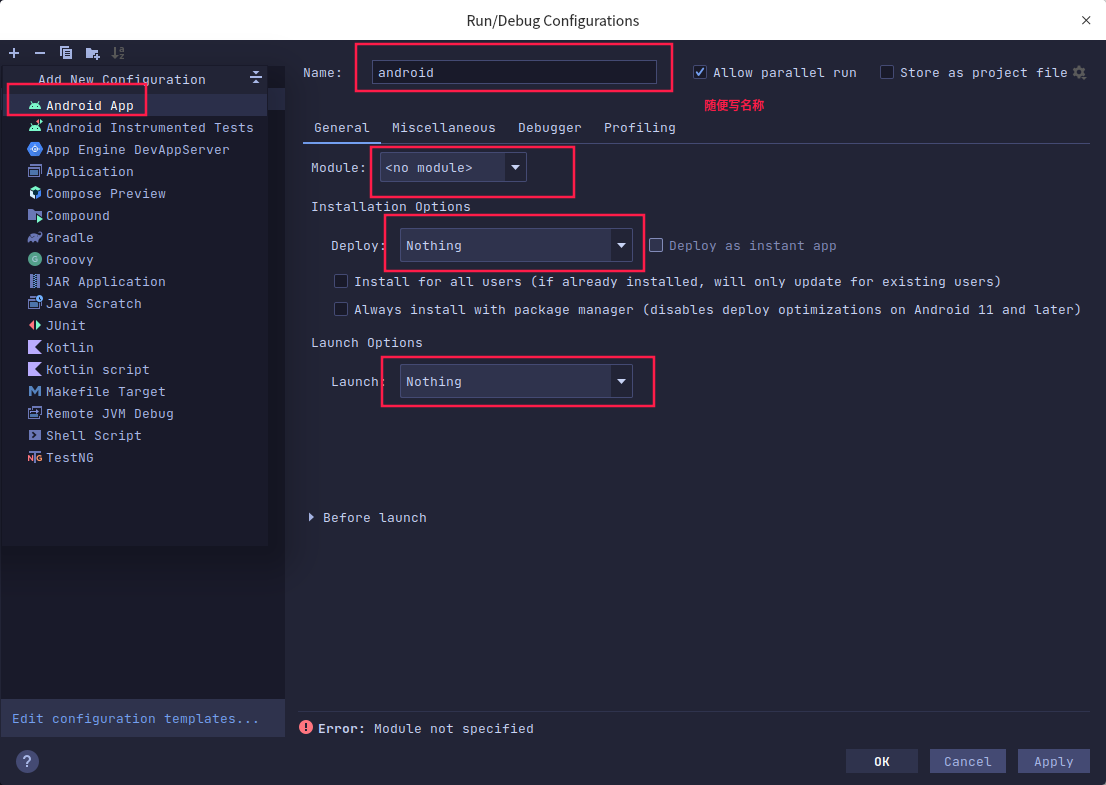 Run/Debug Configurations
Add New Configuration
Android App
Android Instrumented Tests
App Engine DevAppServer
Application
Compose Preview
Compound
Gradle
Groovy
JAR Application
Java Scratch
JUnit
Kotlin
Kotlin script
Makefile Target
Remote JVM Debug
Shell Script
TestNG
Edit configuration templates...
Name: android
Allow parallel run
Store as project file
随便写名称
General Miscellaneous Debugger Profiling
Module: <no module>
Installation Options
Deploy: Nothing
Deploy as instant app
Install for all users (if already installed, will only update for existing users)
Always install with package manager (disables deploy optimizations on Android 11 and later)
Launch Options
Launch: Nothing
Before launch
Error: Module not specified
OK Cancel Apply